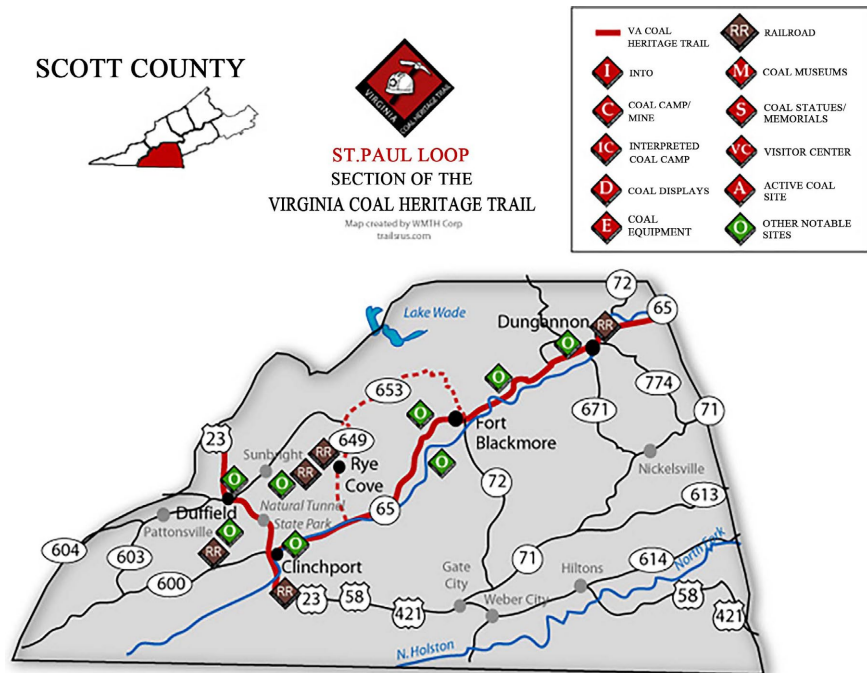 SCOTT COUNTY
VIRGINIA
COAL HERITAGE TRAIL
ST.PAUL LOOP
SECTION OF THE
VIRGINIA COAL HERITAGE TRAIL
Map created by WMTH Corp
trailsrus.com
VA COAL
HERITAGE TRAIL
RR
RAILROAD
I
INTO
M
COAL MUSEUMS
C
COAL CAMP/
MINE
S
COAL STATUES/
MEMORIALS
IC
INTERPRETED
COAL CAMP
VC
VISITOR CENTER
D
COAL DISPLAYS
A
ACTIVE COAL
SITE
E
COAL
EQUIPMENT
O
OTHER NOTABLE
SITES
72
65
Lake Wade
Dungannon
RR
O
O
653
774
671
71
O
23
649
Fort
Blackmore
Sunbright
RR
RR
Rye
Cove
O
O
O
Nickelsville
72
613
Duffield
Natural Tunnel
State Park
65
Pattonsville
O
RR
O
604
603
600
Clinchport
71
614
North Fork
Gate
City
Hiltons
RR
23
58
421
Weber City
58
421
N. Holston